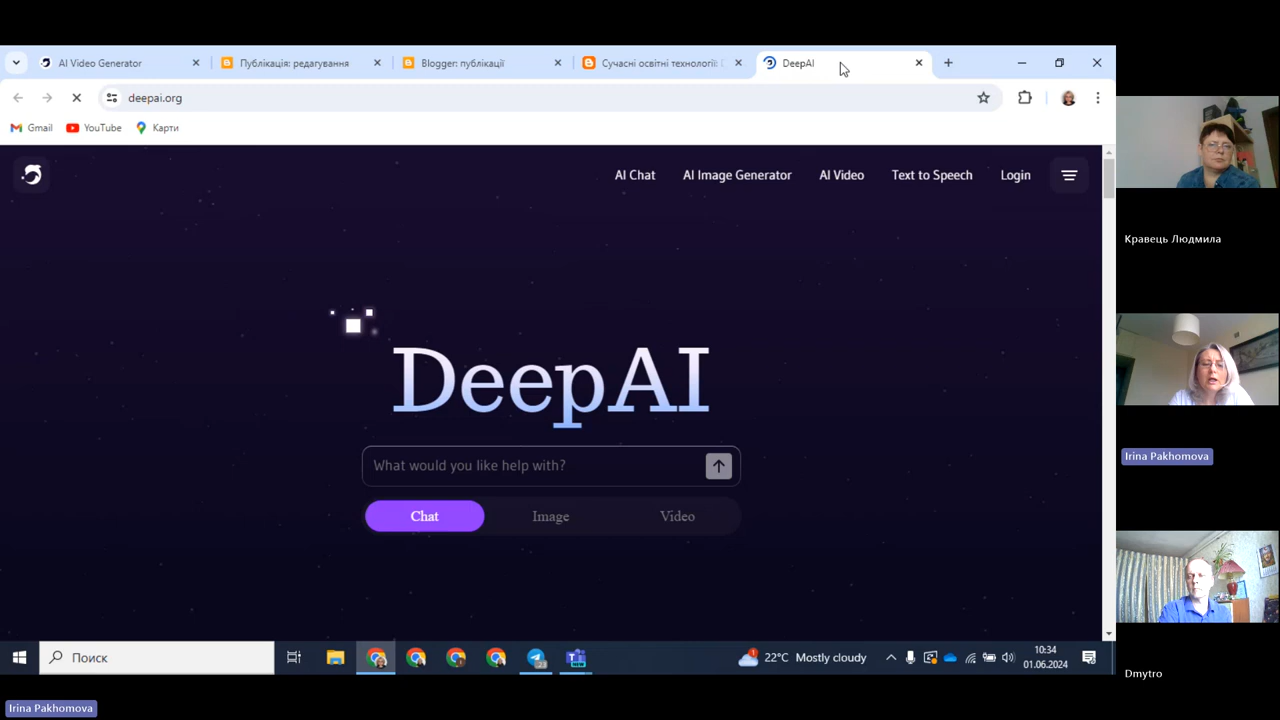 AI Video Generator
Публікація: редагування
Blogger: публікації
Сучасні освітні технології:
DeepAI
deepai.org
Gmail
YouTube
Карти
AI Chat
AI Image Generator
AI Video
Text to Speech
Login
DeepAI
What would you like help with?
Chat
Image
Video
Кравець Людмила
Irina Pakhomova
Dmytro
Поиск
1
22°C Mostly cloudy
10:34
01.06.2024
Irina Pakhomova